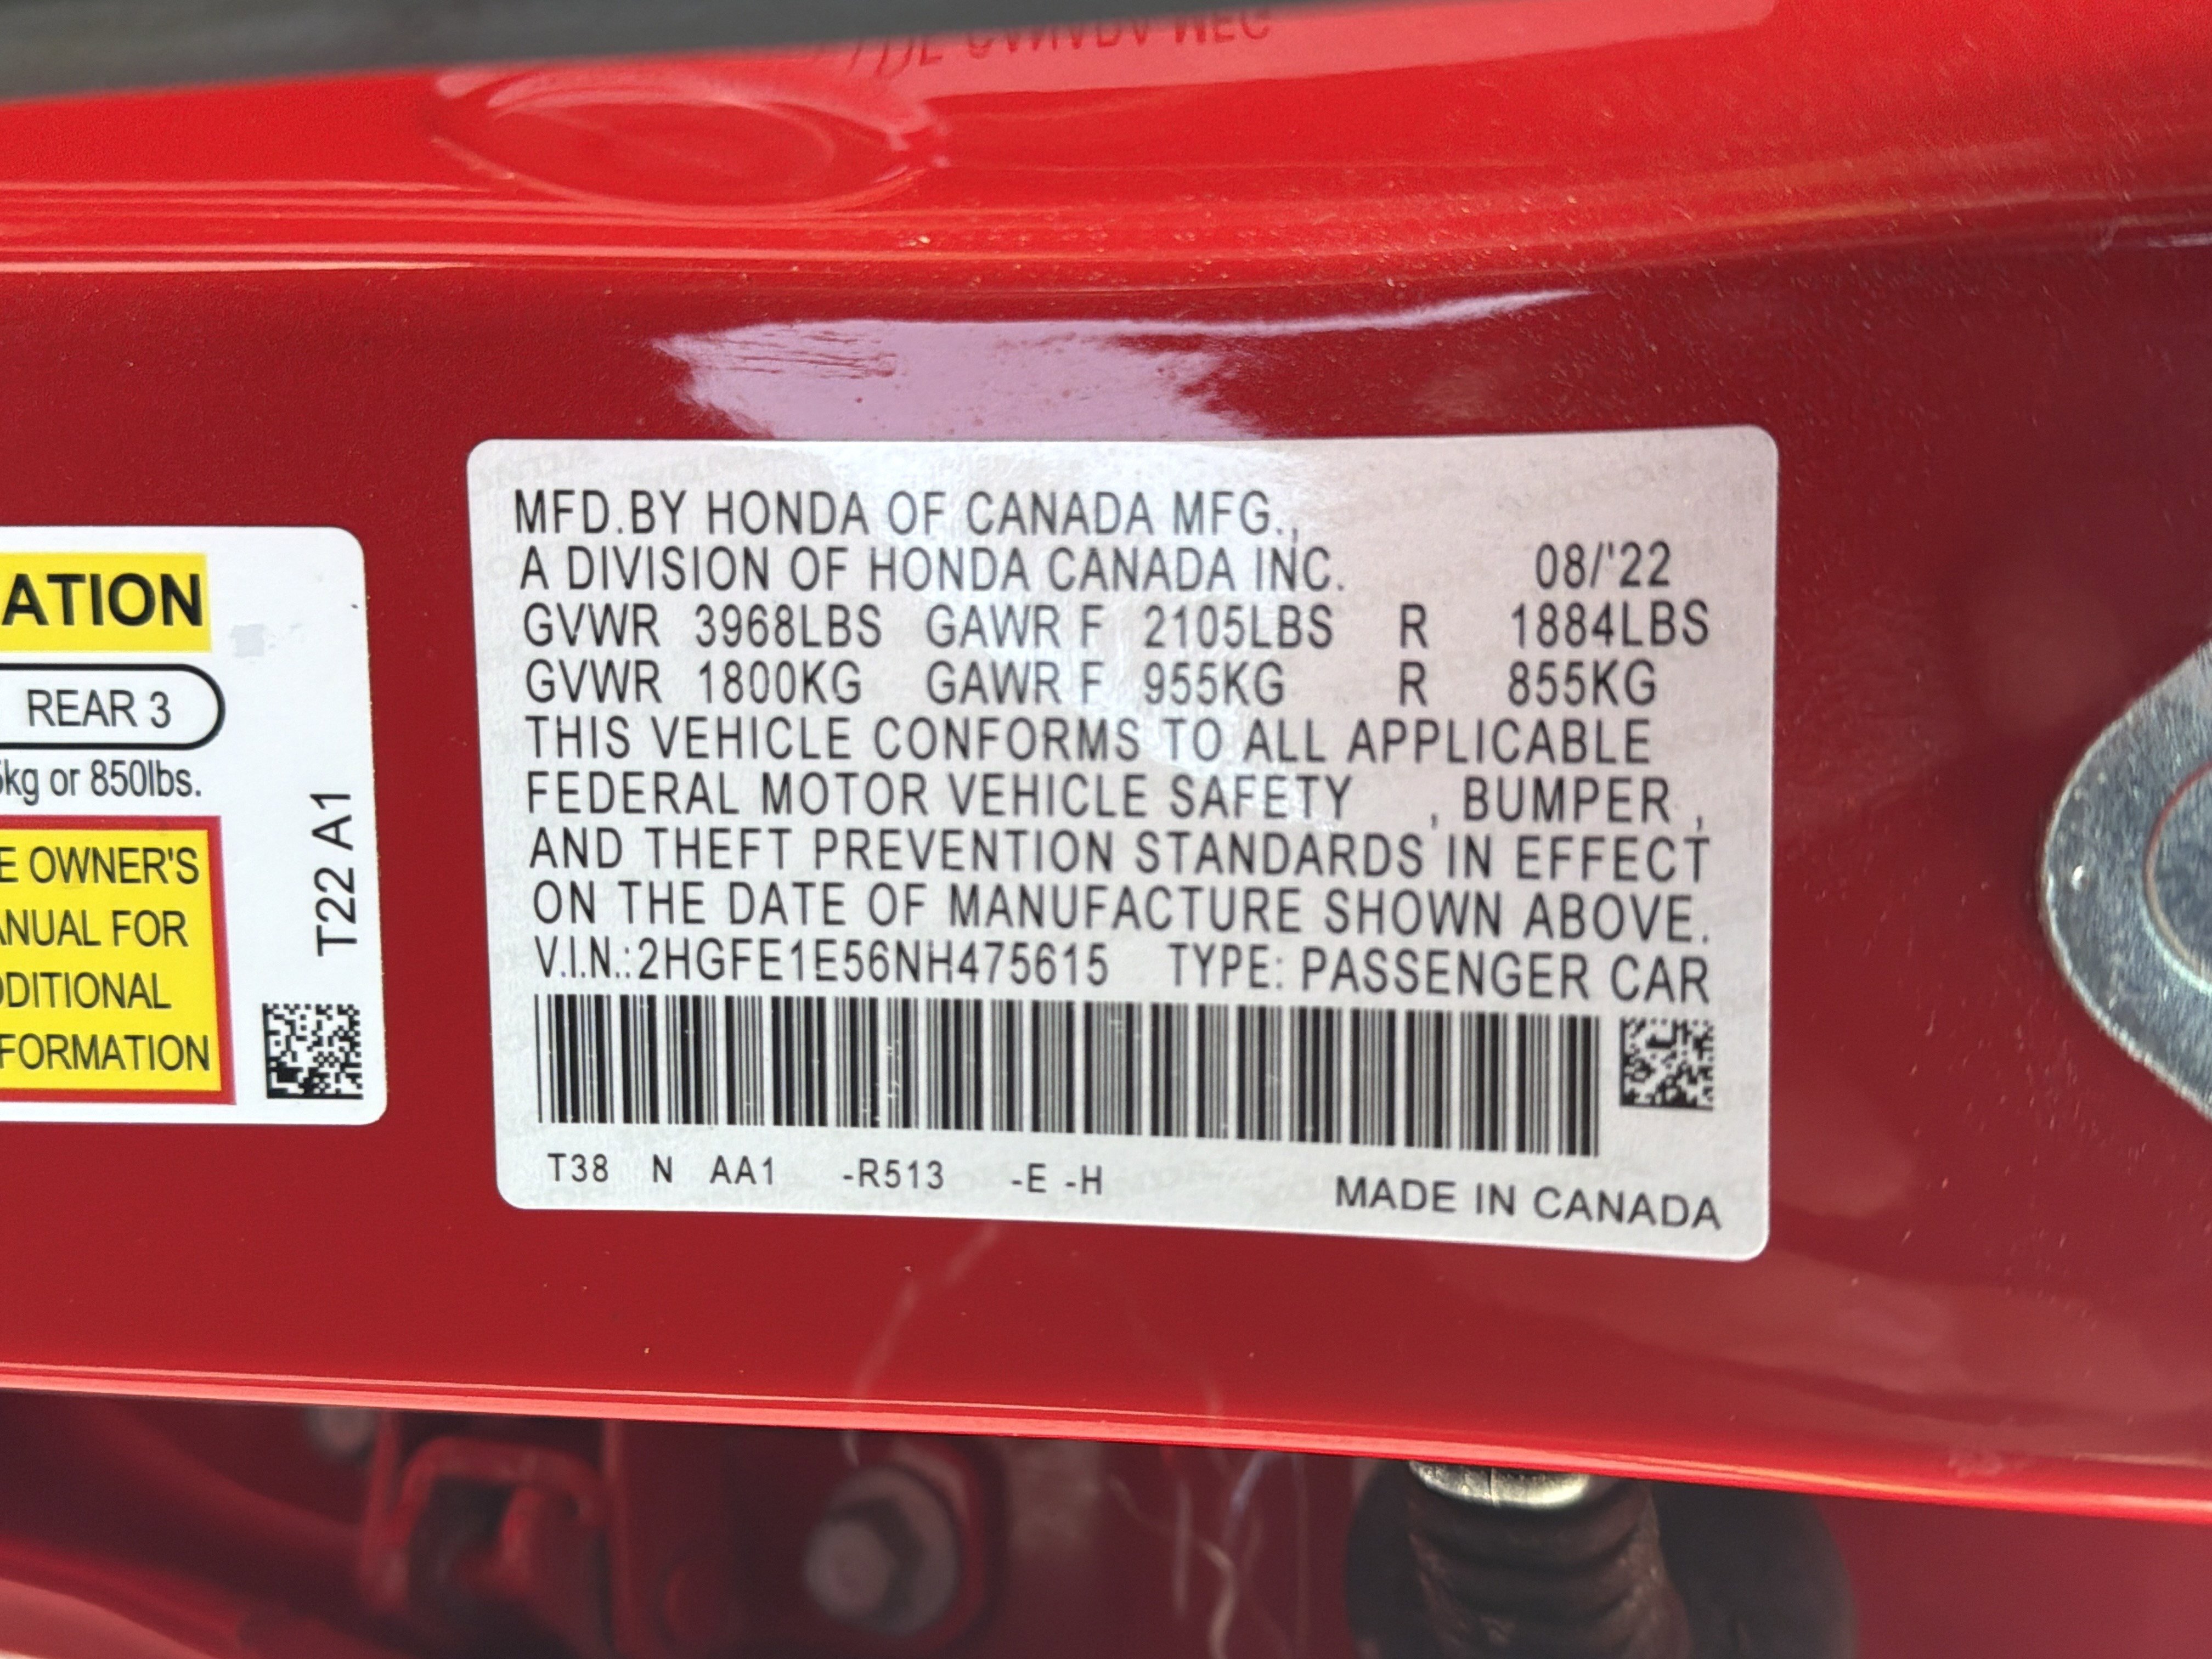 ATION
REAR 3
kg or 850lbs.
E OWNER'S
ANUAL FOR
DDITIONAL
FORMATION
T22 A1
MFD.BY HONDA OF CANADA MFG.,
A DIVISION OF HONDA CANADA INC. 08/'22
GVWR 3968LBS GAWR F 2105LBS R 1884LBS
GVWR 1800KG GAWR F 955KG R 855KG
THIS VEHICLE CONFORMS TO ALL APPLICABLE
FEDERAL MOTOR VEHICLE SAFETY , BUMPER ,
AND THEFT PREVENTION STANDARDS IN EFFECT
ON THE DATE OF MANUFACTURE SHOWN ABOVE.
V.I.N.:2HGFE1E56NH475615 TYPE: PASSENGER CAR
T38 N AA1 -R513 -E -H
MADE IN CANADA